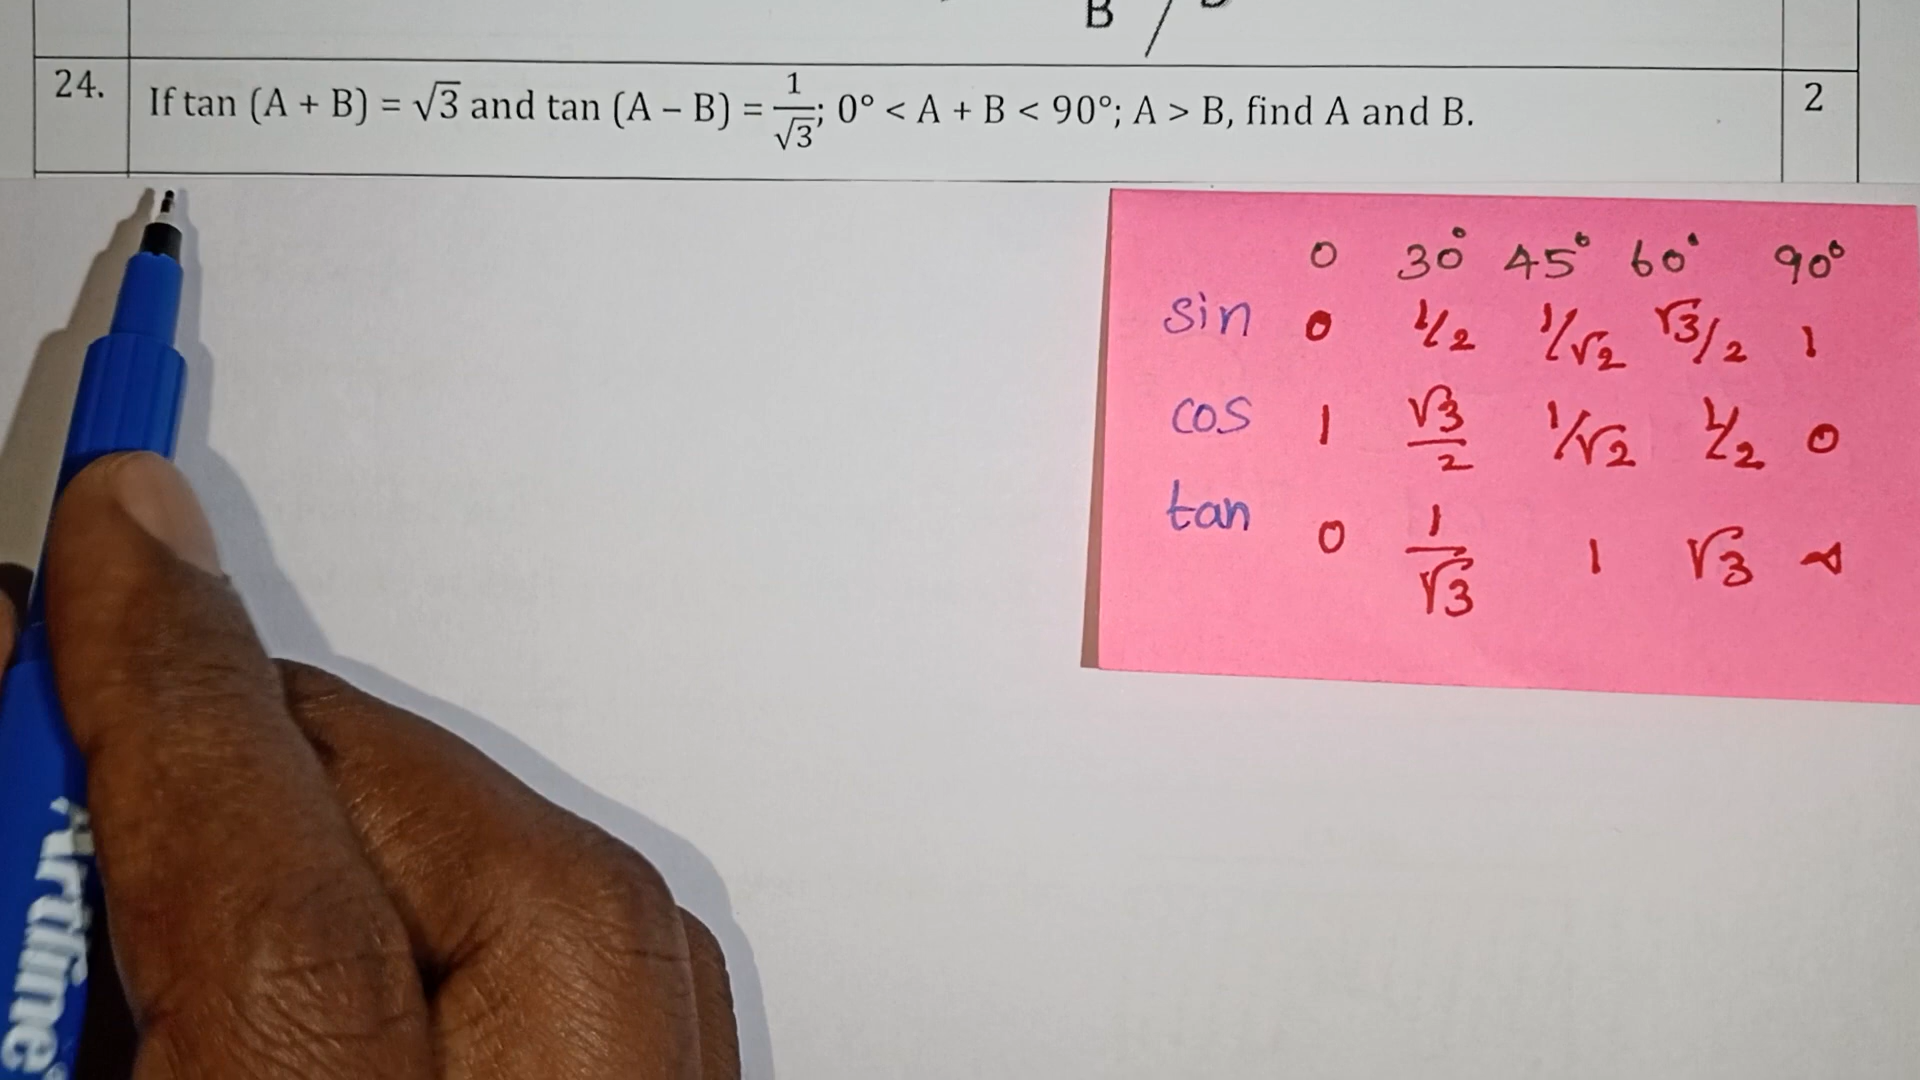 B /
24. If tan (A + B) = √3 and tan (A − B) = 1/√3; 0° < A + B < 90°; A > B, find A and B. 2
0 30° 45° 60° 90°
sin 0 1/2 1/√2 √3/2 1
cos 1 √3/2 1/√2 1/2 0
tan 0 1/√3 1 √3 ∝
Artline